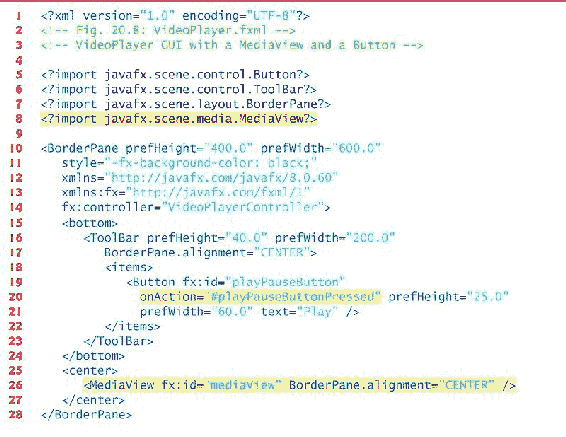 1 <?xml version="1.0" encoding="UTF-8"?>
2 <!-- Fig. 20.8: VideoPlayer.fxml -->
3 <!-- VideoPlayer GUI with a MediaView and a Button -->
4
5 <?import javafx.scene.control.Button?>
6 <?import javafx.scene.control.ToolBar?>
7 <?import javafx.scene.layout.BorderPane?>
8 <?import javafx.scene.media.MediaView?>
9
10 <BorderPane prefHeight="400.0" prefWidth="600.0"
11 style="-fx-background-color: black;"
12 xmlns="http://javafx.com/javafx/8.0.60"
13 xmlns:fx="http://javafx.com/fxml/1"
14 fx:controller="VideoPlayerController">
15 <bottom>
16 <ToolBar prefHeight="40.0" prefWidth="200.0"
17 BorderPane.alignment="CENTER">
18 <items>
19 <Button fx:id="playPauseButton"
20 onAction="#playPauseButtonPressed" prefHeight="25.0"
21 prefWidth="60.0" text="Play" />
22 </items>
23 </ToolBar>
24 </bottom>
25 <center>
26 <MediaView fx:id="mediaView" BorderPane.alignment="CENTER" />
27 </center>
28 </BorderPane>